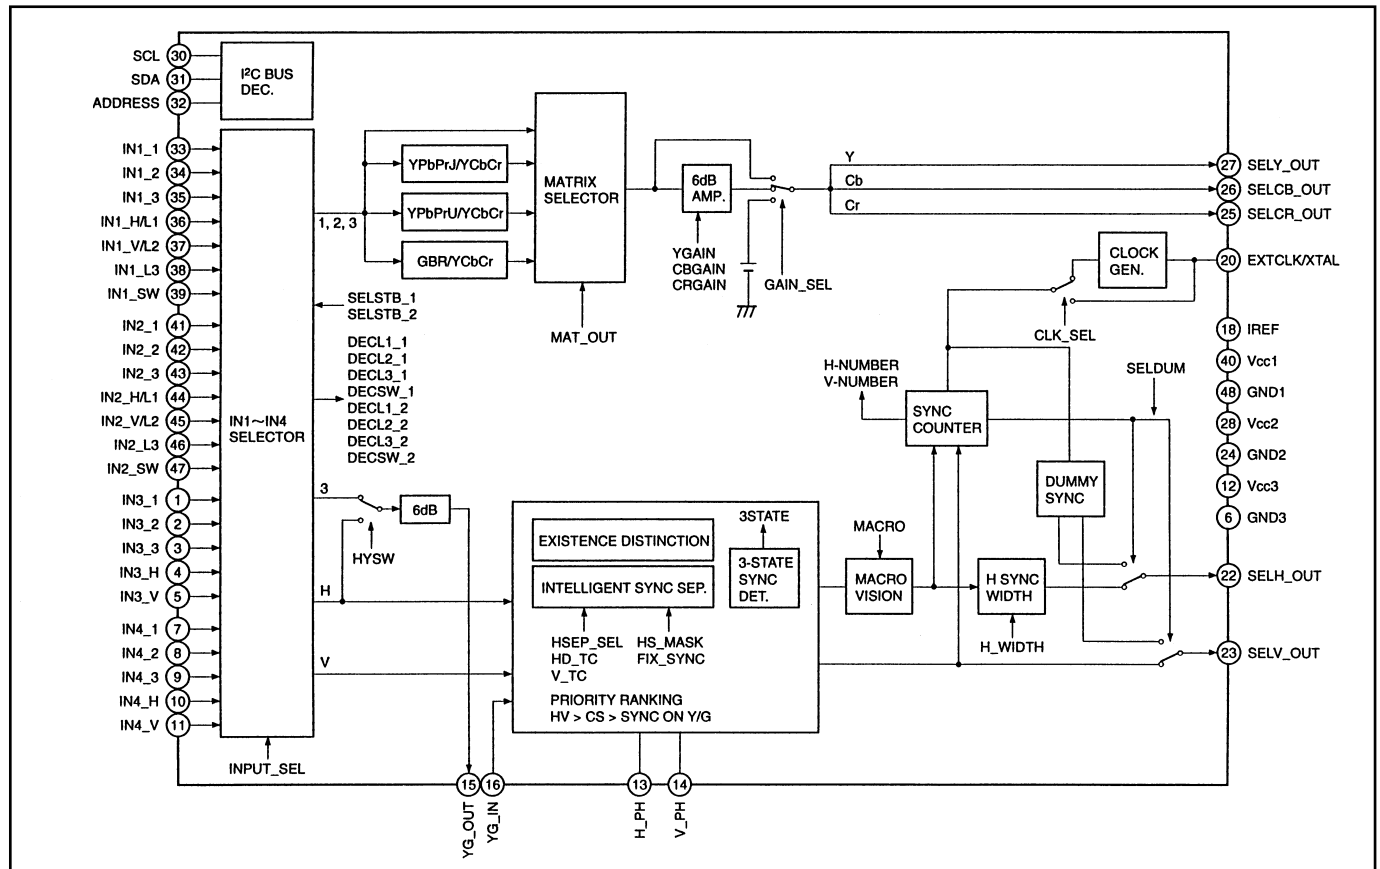 SCL 30
SDA 31
ADDRESS 32
I²C BUS
DEC.
IN1_1 33
IN1_2 34
IN1_3 35
IN1_H/L1 36
IN1_V/L2 37
IN1_L3 38
IN1_SW 39
IN2_1 41
IN2_2 42
IN2_3 43
IN2_H/L1 44
IN2_V/L2 45
IN2_L3 46
IN2_SW 47
IN3_1 1
IN3_2 2
IN3_3 3
IN3_H 4
IN3_V 5
IN4_1 7
IN4_2 8
IN4_3 9
IN4_H 10
IN4_V 11
IN1~IN4
SELECTOR
INPUT_SEL
1, 2, 3
YPbPrJ/YCbCr
YPbPrU/YCbCr
GBR/YCbCr
MATRIX
SELECTOR
MAT_OUT
SELSTB_1
SELSTB_2
DECL1_1
DECL2_1
DECL3_1
DECSW_1
DECL1_2
DECL2_2
DECL3_2
DECSW_2
6dB
AMP.
YGAIN
CBGAIN
CRGAIN
GAIN_SEL
Y
Cb
Cr
27 SELY_OUT
26 SELCB_OUT
25 SELCR_OUT
CLOCK
GEN.
20 EXTCLK/XTAL
CLK_SEL
18 IREF
40 Vcc1
48 GND1
28 Vcc2
24 GND2
12 Vcc3
6 GND3
H-NUMBER
V-NUMBER
SYNC
COUNTER
SELDUM
DUMMY
SYNC
3
HYSW
6dB
H
V
EXISTENCE DISTINCTION
INTELLIGENT SYNC SEP.
HSEP_SEL
HD_TC
V_TC
HS_MASK
FIX_SYNC
PRIORITY RANKING
HV > CS > SYNC ON Y/G
3STATE
3-STATE
SYNC
DET.
MACRO
MACRO
VISION
H SYNC
WIDTH
H_WIDTH
22 SELH_OUT
23 SELV_OUT
15 YG_OUT
16 YG_IN
13 H_PH
14 V_PH